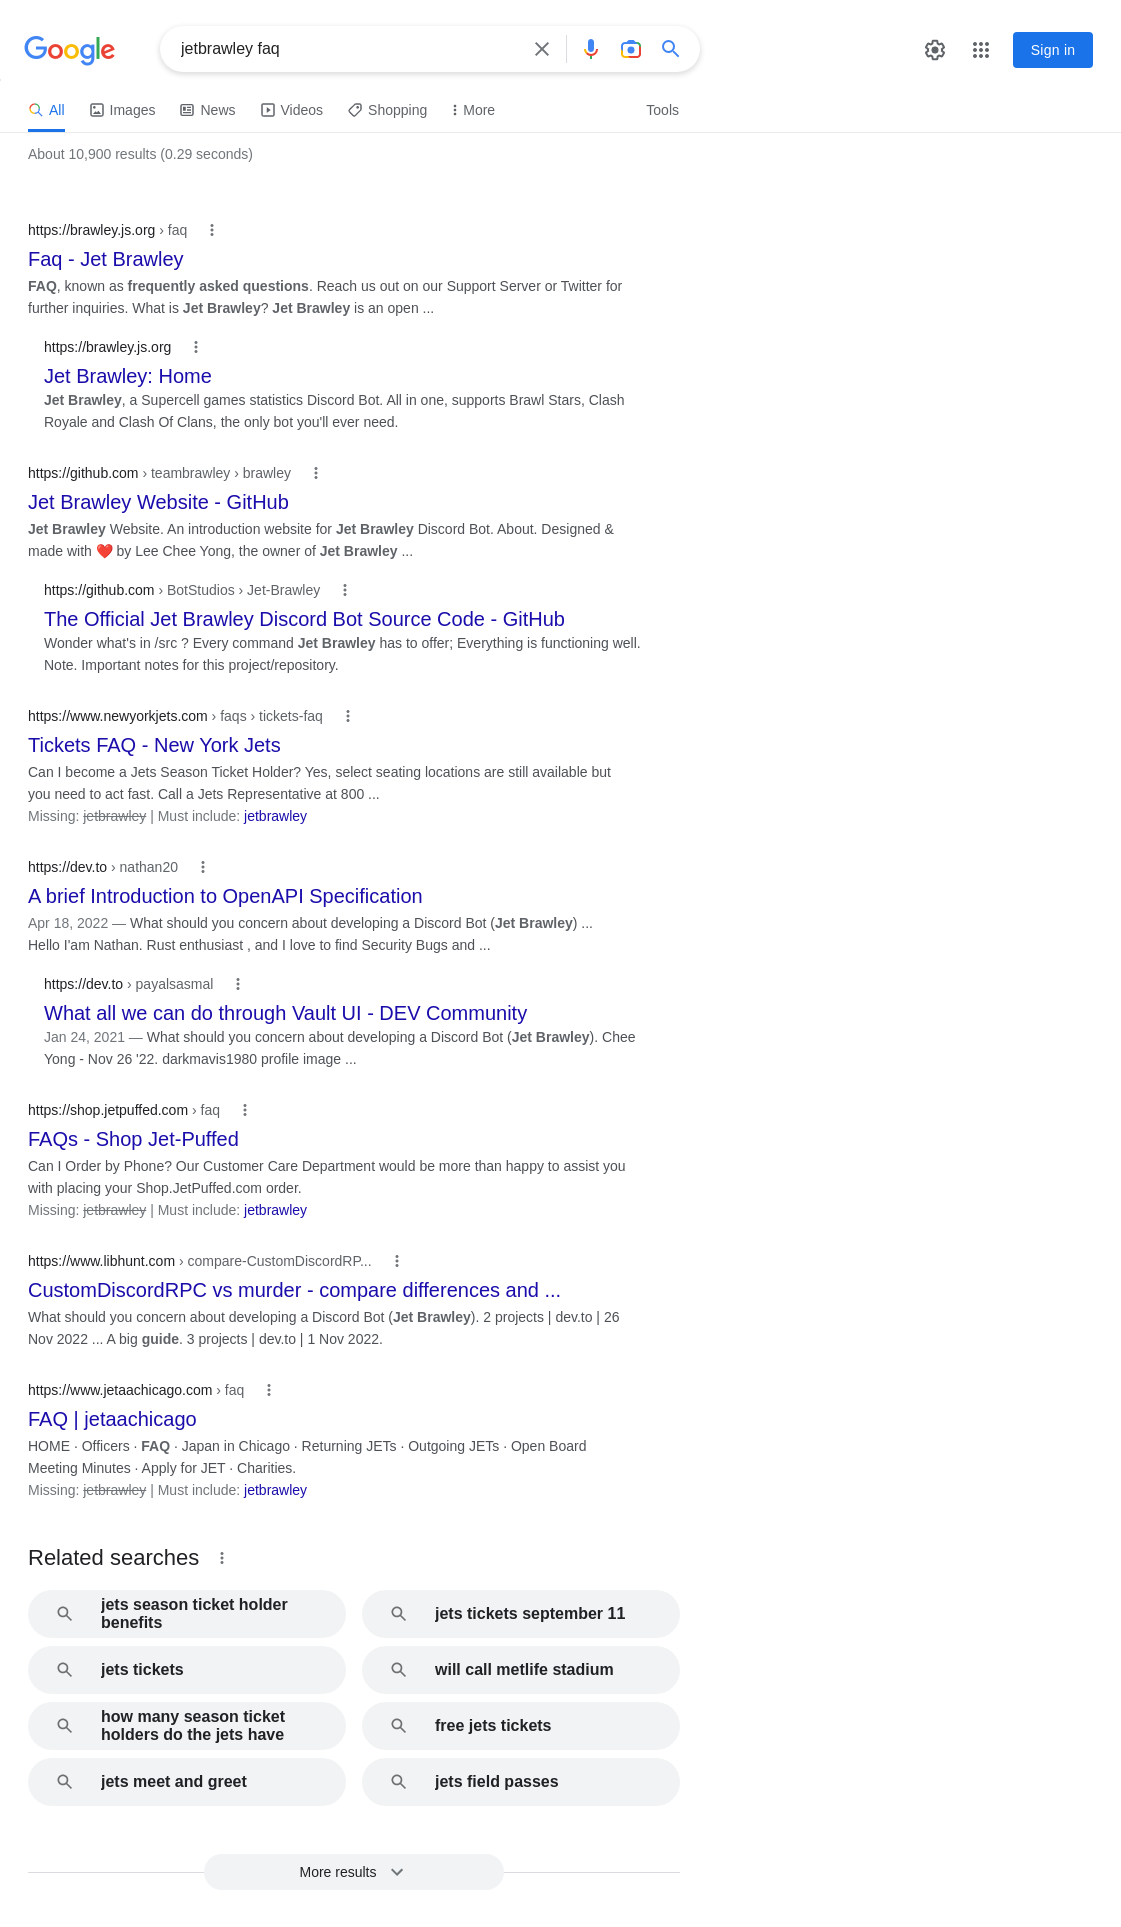 Google
jetbrawley faq
Sign in
All
Images
News
Videos
Shopping
More
Tools
About 10,900 results (0.29 seconds)
https://brawley.js.org › faq
Faq - Jet Brawley
FAQ, known as frequently asked questions. Reach us out on our Support Server or Twitter for
further inquiries. What is Jet Brawley? Jet Brawley is an open ...
https://brawley.js.org
Jet Brawley: Home
Jet Brawley, a Supercell games statistics Discord Bot. All in one, supports Brawl Stars, Clash
Royale and Clash Of Clans, the only bot you'll ever need.
https://github.com › teambrawley › brawley
Jet Brawley Website - GitHub
Jet Brawley Website. An introduction website for Jet Brawley Discord Bot. About. Designed &
made with ❤️ by Lee Chee Yong, the owner of Jet Brawley ...
https://github.com › BotStudios › Jet-Brawley
The Official Jet Brawley Discord Bot Source Code - GitHub
Wonder what's in /src ? Every command Jet Brawley has to offer; Everything is functioning well.
Note. Important notes for this project/repository.
https://www.newyorkjets.com › faqs › tickets-faq
Tickets FAQ - New York Jets
Can I become a Jets Season Ticket Holder? Yes, select seating locations are still available but
you need to act fast. Call a Jets Representative at 800 ...
Missing: jetbrawley | Must include: jetbrawley
https://dev.to › nathan20
A brief Introduction to OpenAPI Specification
Apr 18, 2022 — What should you concern about developing a Discord Bot (Jet Brawley) ...
Hello I'am Nathan. Rust enthusiast , and I love to find Security Bugs and ...
https://dev.to › payalsasmal
What all we can do through Vault UI - DEV Community
Jan 24, 2021 — What should you concern about developing a Discord Bot (Jet Brawley). Chee
Yong - Nov 26 '22. darkmavis1980 profile image ...
https://shop.jetpuffed.com › faq
FAQs - Shop Jet-Puffed
Can I Order by Phone? Our Customer Care Department would be more than happy to assist you
with placing your Shop.JetPuffed.com order.
Missing: jetbrawley | Must include: jetbrawley
https://www.libhunt.com › compare-CustomDiscordRP...
CustomDiscordRPC vs murder - compare differences and ...
What should you concern about developing a Discord Bot (Jet Brawley). 2 projects | dev.to | 26
Nov 2022 ... A big guide. 3 projects | dev.to | 1 Nov 2022.
https://www.jetaachicago.com › faq
FAQ | jetaachicago
HOME · Officers · FAQ · Japan in Chicago · Returning JETs · Outgoing JETs · Open Board
Meeting Minutes · Apply for JET · Charities.
Missing: jetbrawley | Must include: jetbrawley
Related searches
jets season ticket holder
benefits
jets tickets september 11
jets tickets
will call metlife stadium
how many season ticket
holders do the jets have
free jets tickets
jets meet and greet
jets field passes
More results